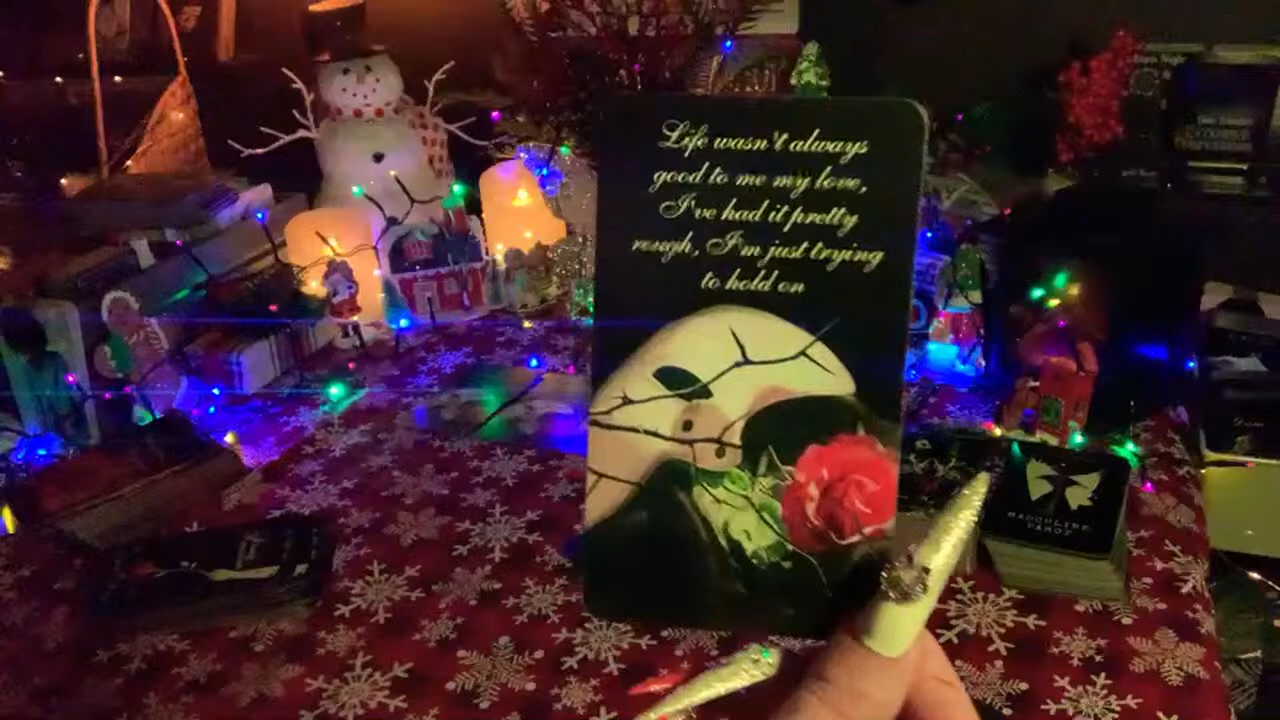 Life wasn't always
good to me my love,
I've had it pretty
rough, I'm just trying
to hold on
TAROT